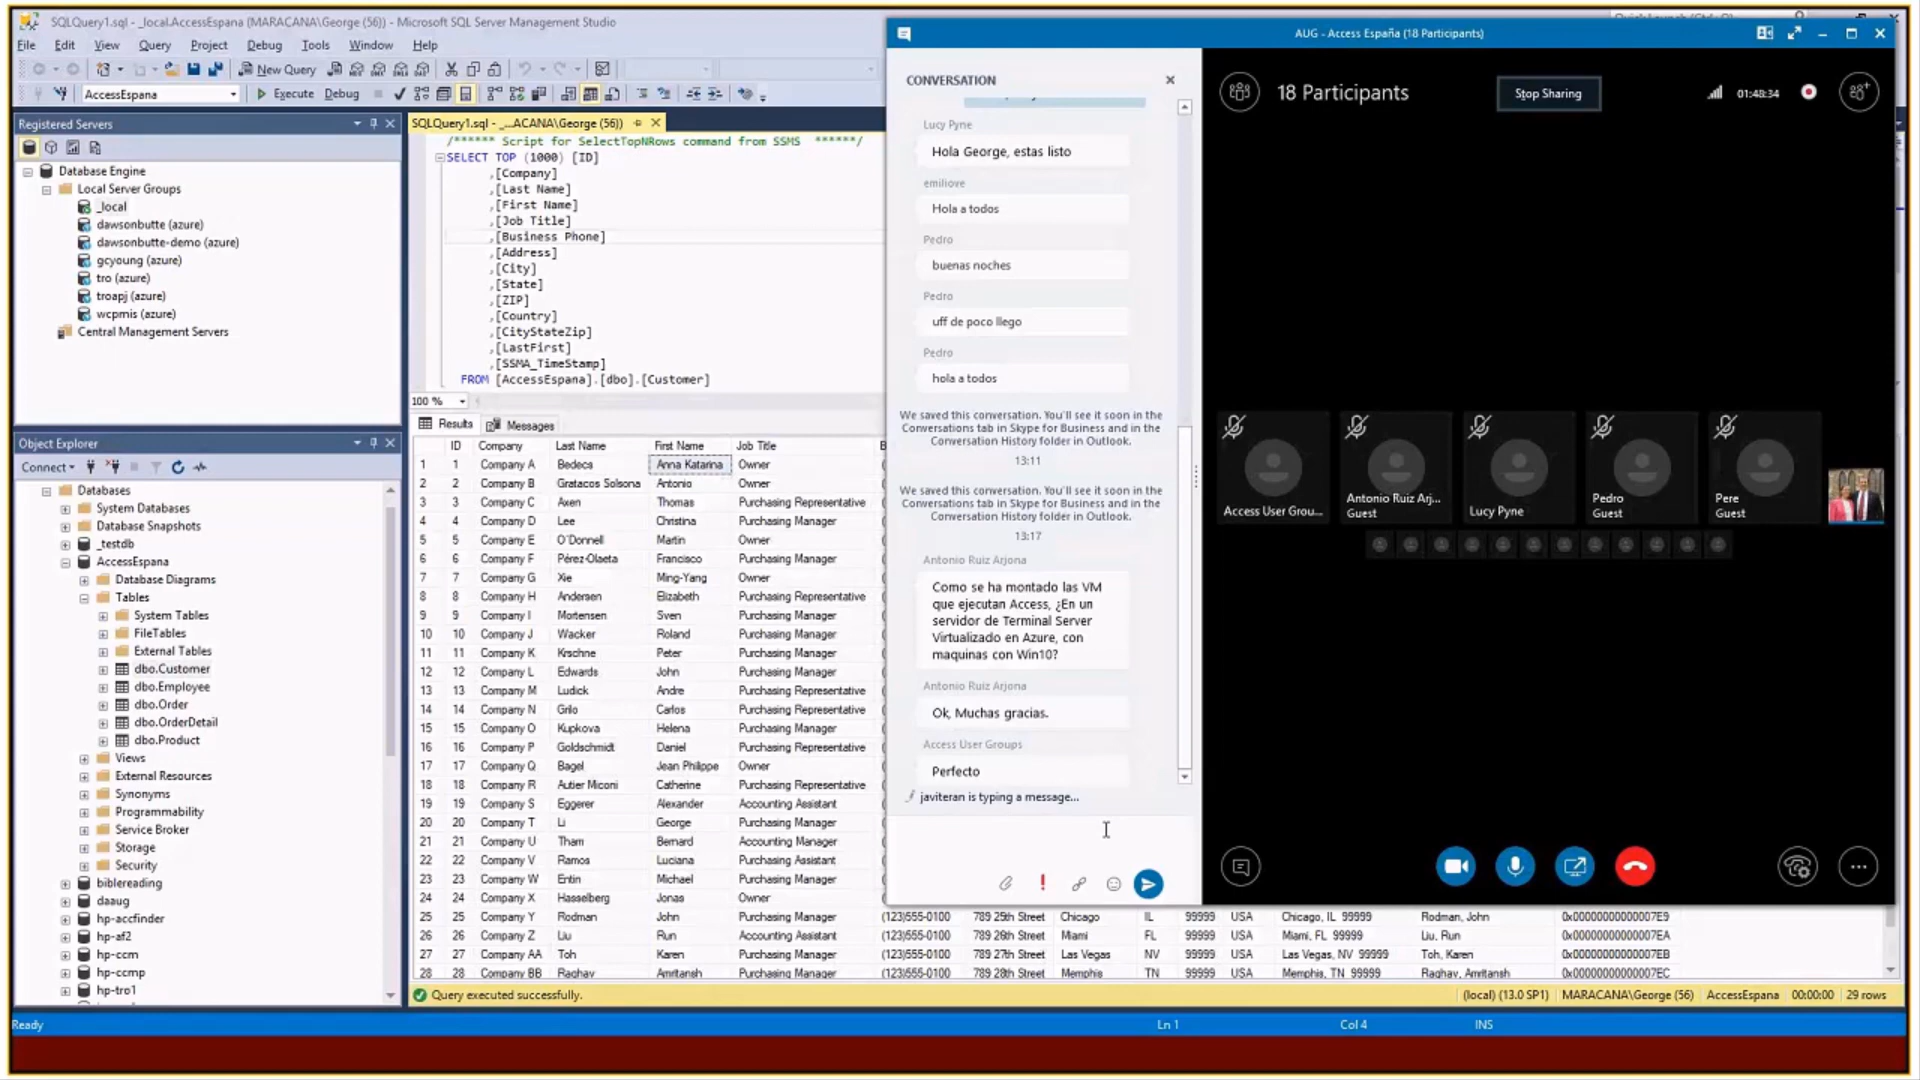 SQLQuery1.sql - _local.AccessEspana (MARACANA\George (56)) - Microsoft SQL Server Management Studio
File Edit View Query Project Debug Tools Window Help
New Query
AccessEspana Execute Debug
Registered Servers
Database Engine
Local Server Groups
_local
dawsonbutte (azure)
dawsonbutte-demo (azure)
gcyoung (azure)
tro (azure)
troapj (azure)
wcpmis (azure)
Central Management Servers
Object Explorer
Connect
Databases
System Databases
Database Snapshots
_testdb
AccessEspana
Database Diagrams
Tables
System Tables
FileTables
External Tables
dbo.Customer
dbo.Employee
dbo.Order
dbo.OrderDetail
dbo.Product
Views
External Resources
Synonyms
Programmability
Service Broker
Storage
Security
biblereading
daaug
hp-accfinder
hp-af2
hp-ccm
hp-ccmp
hp-tro1
SQLQuery1.sql - _...ACANA\George (56))
/****** Script for SelectTopNRows command from SSMS ******/
SELECT TOP (1000) [ID]
,[Company]
,[Last Name]
,[First Name]
,[Job Title]
,[Business Phone]
,[Address]
,[City]
,[State]
,[ZIP]
,[Country]
,[CityStateZip]
,[LastFirst]
,[SSMA_TimeStamp]
FROM [AccessEspana].[dbo].[Customer]
100 %
Results Messages
ID Company Last Name First Name Job Title
1 1 Company A Bedecs Anna Katarina Owner
2 2 Company B Gratacos Solsona Antonio Owner
3 3 Company C Axen Thomas Purchasing Representative
4 4 Company D Lee Christina Purchasing Manager
5 5 Company E O'Donnell Martin Owner
6 6 Company F Pérez-Olaeta Francisco Purchasing Manager
7 7 Company G Xie Ming-Yang Owner
8 8 Company H Andersen Elizabeth Purchasing Representative
9 9 Company I Mortensen Sven Purchasing Manager
10 10 Company J Wacker Roland Purchasing Manager
11 11 Company K Krschne Peter Purchasing Manager
12 12 Company L Edwards John Purchasing Manager
13 13 Company M Ludick Andre Purchasing Representative
14 14 Company N Grilo Carlos Purchasing Representative
15 15 Company O Kupkova Helena Purchasing Manager
16 16 Company P Goldschmidt Daniel Purchasing Representative
17 17 Company Q Bagel Jean Philippe Owner
18 18 Company R Autier Miconi Catherine Purchasing Representative
19 19 Company S Eggerer Alexander Accounting Assistant
20 20 Company T Li George Purchasing Manager
21 21 Company U Tham Bernard Accounting Manager
22 22 Company V Ramos Luciana Purchasing Assistant
23 23 Company W Entin Michael Purchasing Manager
24 24 Company X Hasselberg Jonas Owner
25 25 Company Y Rodman John Purchasing Manager (123)555-0100 789 25th Street Chicago IL 99999 USA Chicago, IL 99999 Rodman, John 0x00000000000007E9
26 26 Company Z Liu Run Accounting Assistant (123)555-0100 789 26th Street Miami FL 99999 USA Miami, FL 99999 Liu, Run 0x00000000000007EA
27 27 Company AA Toh Karen Purchasing Manager (123)555-0100 789 27th Street Las Vegas NV 99999 USA Las Vegas, NV 99999 Toh, Karen 0x00000000000007EB
28 28 Company BB Raghav Amritansh Purchasing Manager (123)555-0100 789 28th Street Memphis TN 99999 USA Memphis, TN 99999 Raghav, Amritansh 0x00000000000007EC
Query executed successfully. (local) (13.0 SP1) MARACANA\George (56) AccessEspana 00:00:00 29 rows
Ready Ln 1 Col 4 INS
AUG - Access España (18 Participants)
CONVERSATION
Lucy Pyne
Hola George, estas listo
emiliove
Hola a todos
Pedro
buenas noches
Pedro
uff de poco llego
Pedro
hola a todos
We saved this conversation. You'll see it soon in the
Conversations tab in Skype for Business and in the
Conversation History folder in Outlook.
13:11
We saved this conversation. You'll see it soon in the
Conversations tab in Skype for Business and in the
Conversation History folder in Outlook.
13:17
Antonio Ruiz Arjona
Como se ha montado las VM
que ejecutan Access, ¿En un
servidor de Terminal Server
Virtualizado en Azure, con
maquinas con Win10?
Antonio Ruiz Arjona
Ok, Muchas gracias.
Access User Groups
Perfecto
javiteran is typing a message...
18 Participants
Stop Sharing
01:48:34
Access User Grou...
Antonio Ruiz Arj...
Guest
Lucy Pyne
Pedro
Guest
Pere
Guest